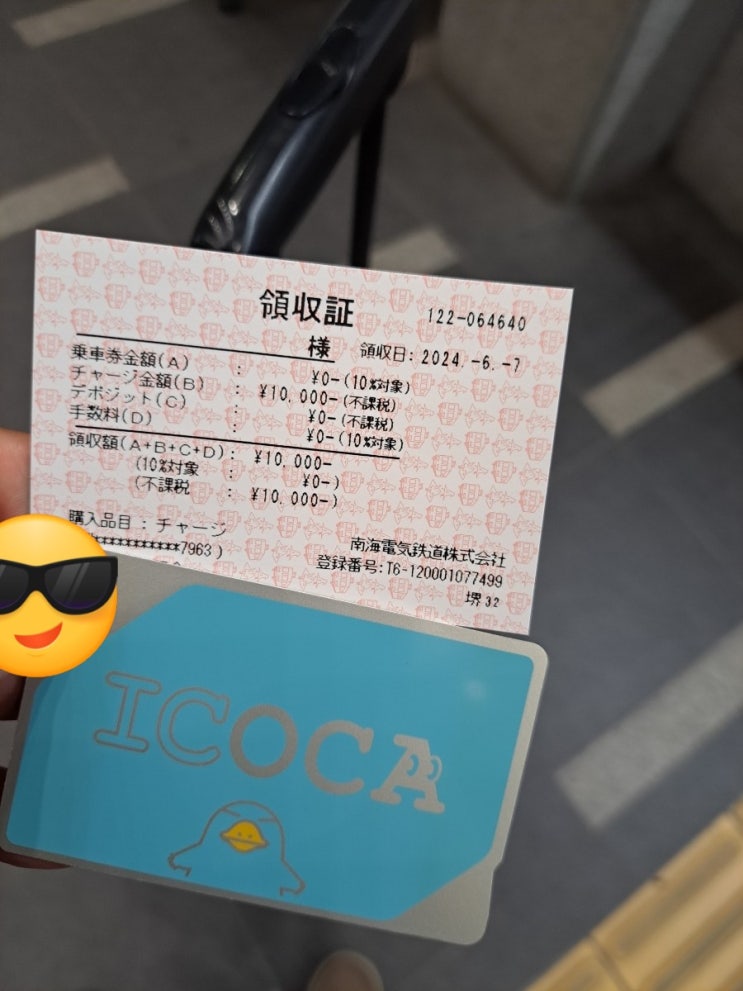 領収証
122-064640
様 領収日: 2024.-6.-7
乗車券金額(A) : ¥0-(10%対象)
チャージ金額(B) : ¥10,000-(不課税)
デポジット(C) : ¥0-(不課税)
手数料(D) : ¥0-(10%対象)
領収額(A+B+C+D): ¥10,000-
(10%対象 : ¥0-)
(不課税 : ¥10,000-)
購入品目 : チャージ
***********7963 )
南海電気鉄道株式会社
登録番号:T6-120001077499
堺32
ICOCA